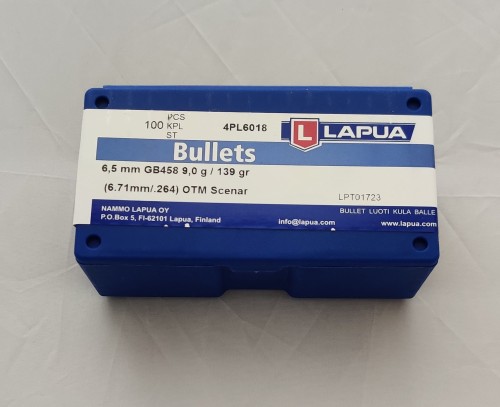 100 PCS KPL ST
4PL6018
L LAPUA
Bullets
6,5 mm GB458 9,0 g / 139 gr
(6.71mm/.264) OTM Scenar
LPT01723
NAMMO LAPUA OY
P.O.Box 5, FI-62101 Lapua, Finland
info@lapua.com
BULLET LUOTI KULA BALLE
www.lapua.com